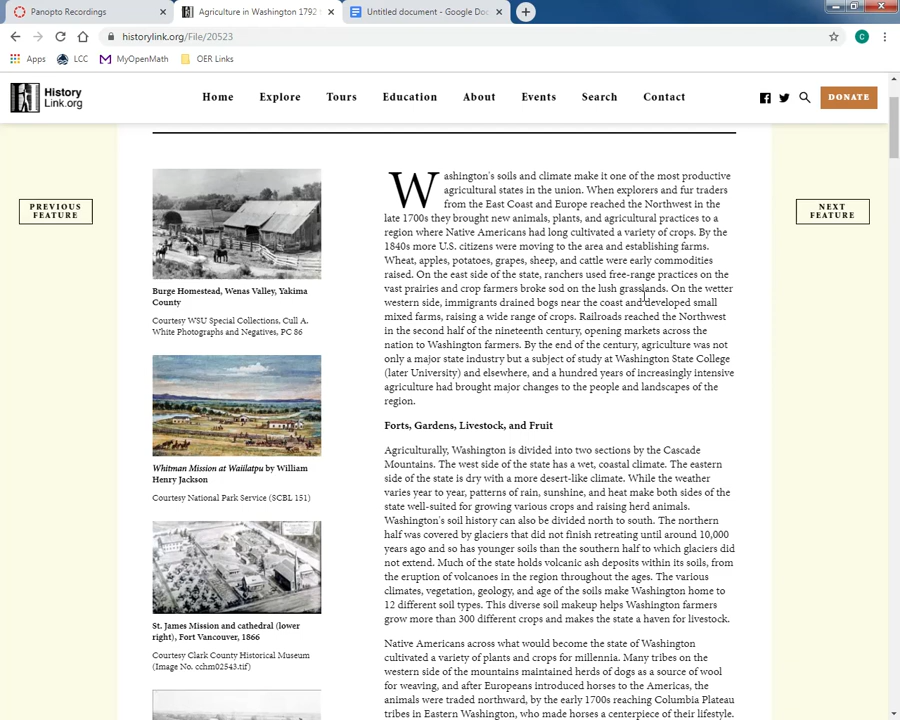 Panopto Recordings
Agriculture in Washington 1792
Untitled document - Google Doc
historylink.org/File/20523
C
Apps
LCC
MyOpenMath
OER Links
History
Link.org
Home
Explore
Tours
Education
About
Events
Search
Contact
DONATE
PREVIOUS
FEATURE
NEXT
FEATURE
Burge Homestead, Wenas Valley, Yakima
County
Courtesy WSU Special Collections, Cull A.
White Photographs and Negatives, PC 86
Whitman Mission at Waiilatpu by William
Henry Jackson
Courtesy National Park Service (SCBL 151)
St. James Mission and cathedral (lower
right), Fort Vancouver, 1866
Courtesy Clark County Historical Museum
(Image No. cchm02543.tif)
Washington's soils and climate make it one of the most productive
agricultural states in the union. When explorers and fur traders
from the East Coast and Europe reached the Northwest in the
late 1700s they brought new animals, plants, and agricultural practices to a
region where Native Americans had long cultivated a variety of crops. By the
1840s more U.S. citizens were moving to the area and establishing farms.
Wheat, apples, potatoes, grapes, sheep, and cattle were early commodities
raised. On the east side of the state, ranchers used free-range practices on the
vast prairies and crop farmers broke sod on the lush grasslands. On the wetter
western side, immigrants drained bogs near the coast and developed small
mixed farms, raising a wide range of crops. Railroads reached the Northwest
in the second half of the nineteenth century, opening markets across the
nation to Washington farmers. By the end of the century, agriculture was not
only a major state industry but a subject of study at Washington State College
(later University) and elsewhere, and a hundred years of increasingly intensive
agriculture had brought major changes to the people and landscapes of the
region.
Forts, Gardens, Livestock, and Fruit
Agriculturally, Washington is divided into two sections by the Cascade
Mountains. The west side of the state has a wet, coastal climate. The eastern
side of the state is dry with a more desert-like climate. While the weather
varies year to year, patterns of rain, sunshine, and heat make both sides of the
state well-suited for growing various crops and raising herd animals.
Washington's soil history can also be divided north to south. The northern
half was covered by glaciers that did not finish retreating until around 10,000
years ago and so has younger soils than the southern half to which glaciers did
not extend. Much of the state holds volcanic ash deposits within its soils, from
the eruption of volcanoes in the region throughout the ages. The various
climates, vegetation, geology, and age of the soils make Washington home to
12 different soil types. This diverse soil makeup helps Washington farmers
grow more than 300 different crops and makes the state a haven for livestock.
Native Americans across what would become the state of Washington
cultivated a variety of plants and crops for millennia. Many tribes on the
western side of the mountains maintained herds of dogs as a source of wool
for weaving, and after Europeans introduced horses to the Americas, the
animals were traded northward, by the early 1700s reaching Columbia Plateau
tribes in Eastern Washington, who made horses a centerpiece of their lifestyle.